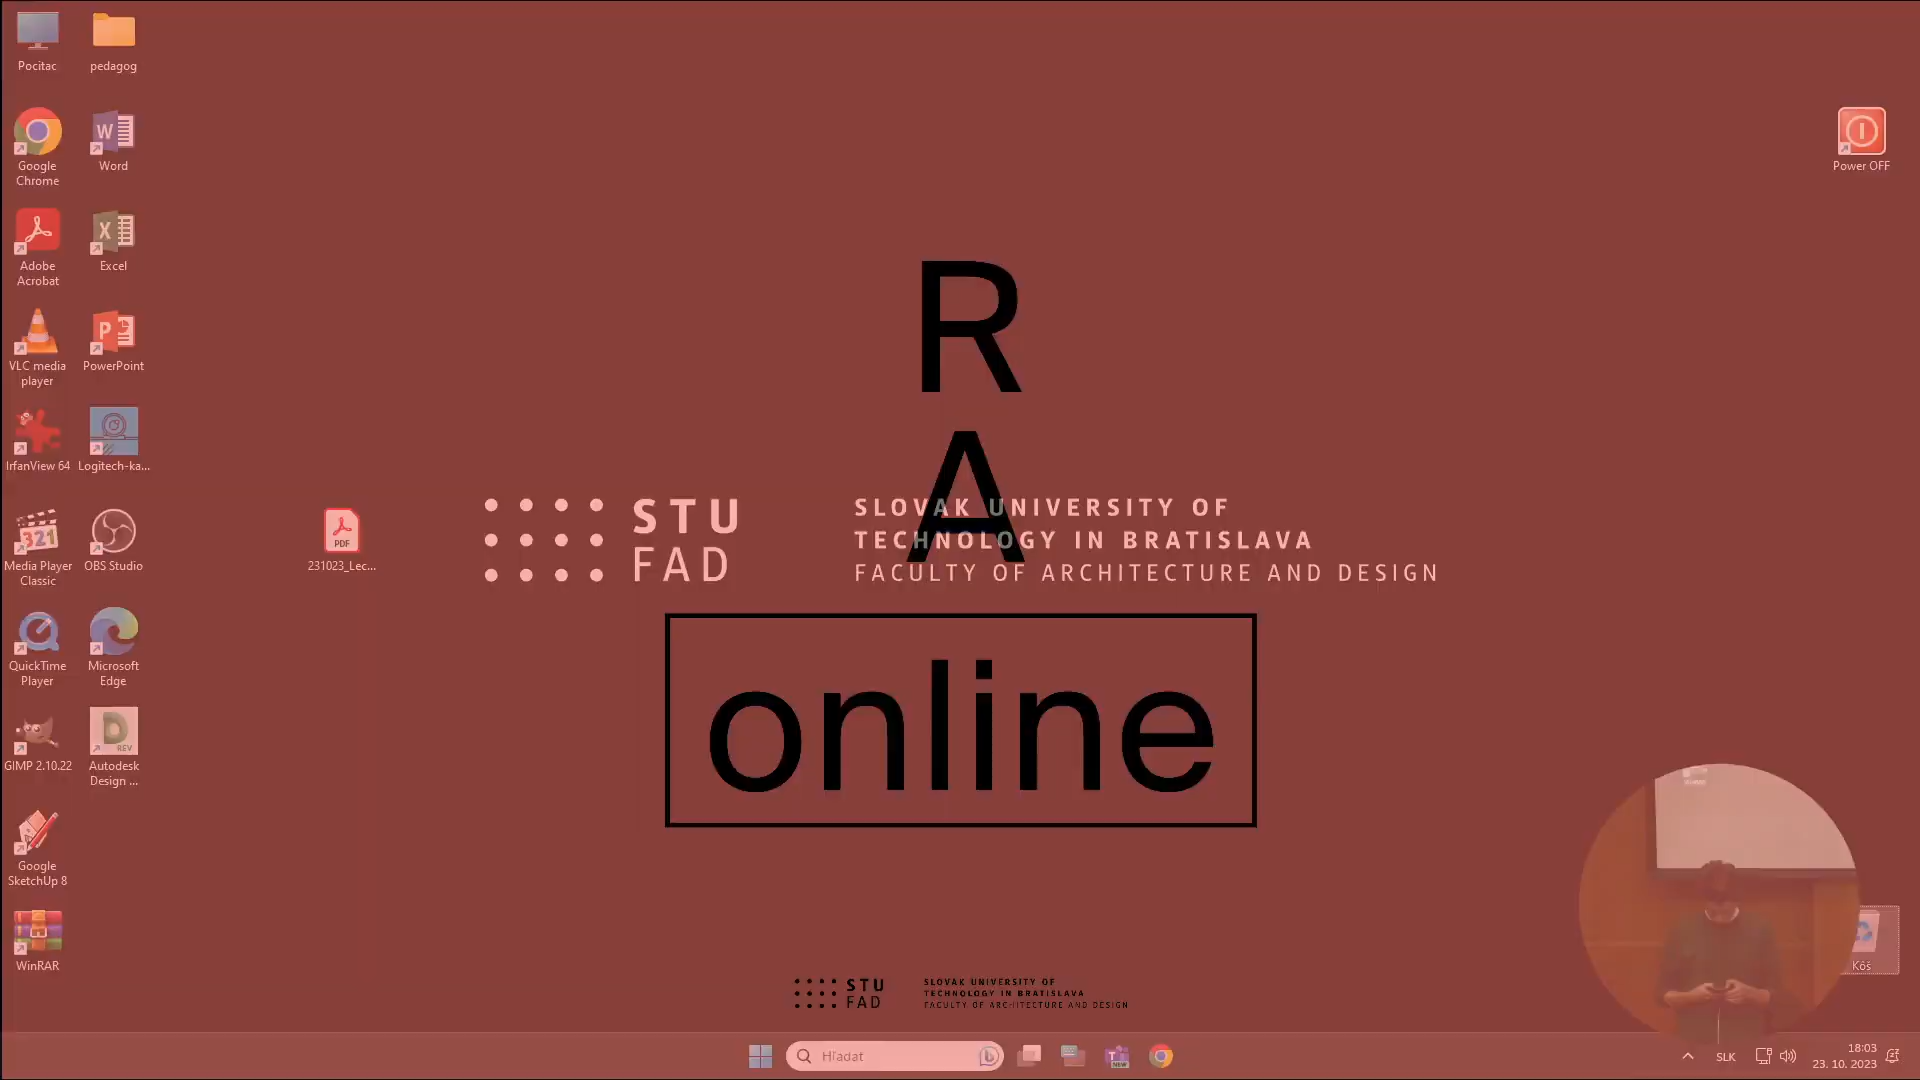 Pocitac
pedagog
Google
Chrome
Word
Power OFF
Adobe
Acrobat
Excel
VLC media
player
PowerPoint
IrfanView 64
Logitech-ka...
Media Player
Classic
OBS Studio
231023_Lec...
QuickTime
Player
Microsoft
Edge
GIMP 2.10.22
Autodesk
Design ...
Google
SketchUp 8
WinRAR
R
A
STU
FAD
SLOVAK UNIVERSITY OF
TECHNOLOGY IN BRATISLAVA
FACULTY OF ARCHITECTURE AND DESIGN
online
STU
FAD
SLOVAK UNIVERSITY OF
TECHNOLOGY IN BRATISLAVA
FACULTY OF ARCHITECTURE AND DESIGN
Kôš
Hľadať
SLK
18:03
23. 10. 2023
PDF
321
REV